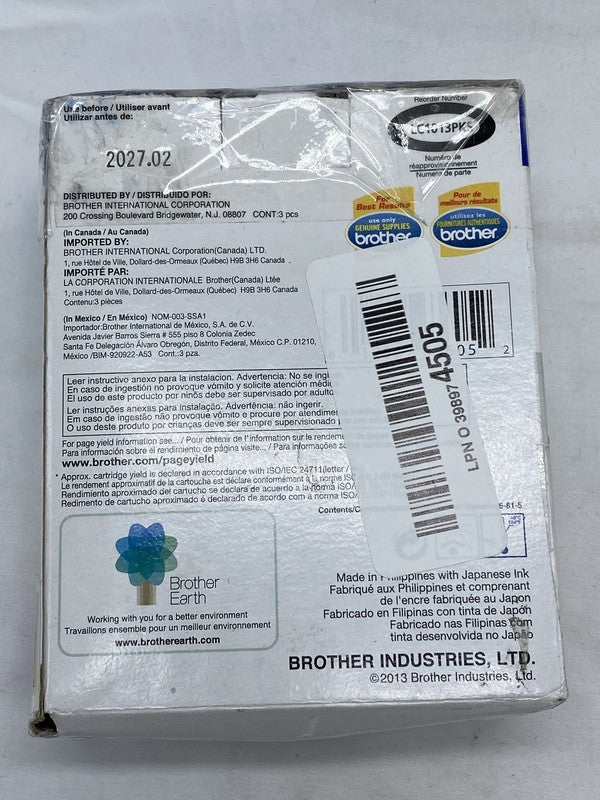 Use before / Utiliser avant
Utilizar antes de:
2027.02
Reorder Number
LC1013PKS
Numéro de
réapprovisionnement
Número de parte
DISTRIBUTED BY / DISTRIBUIDO POR:
BROTHER INTERNATIONAL CORPORATION
200 Crossing Boulevard Bridgewater, N.J. 08807 CONT:3 pcs
For
Best Results
use only
GENUINE SUPPLIES
brother
Pour de
meilleurs résultats
utilisez les
FOURNITURES AUTHENTIQUES
brother
(In Canada / Au Canada)
IMPORTED BY:
BROTHER INTERNATIONAL Corporation(Canada) LTD.
1, rue Hôtel de Ville, Dollard-des-Ormeaux (Québec) H9B 3H6 Canada
IMPORTÉ PAR:
LA CORPORATION INTERNATIONALE Brother(Canada) Ltée
1, rue Hôtel de Ville, Dollard-des-Ormeaux (Québec) H9B 3H6 Canada
Contenu:3 pièces
(In Mexico / En México) NOM-003-SSA1
Importador:Brother International de México, S.A. de C.V.
Avenida Javier Barros Sierra # 555 piso 8 Colonia Zedec
Santa Fe Delegación Álvaro Obregón, Distrito Federal, México C.P. 01210,
México /BIM-920922-A53 Cont.:3 pza.
05 2
LPN O 39897 4505
Leer instructivo anexo para la instalacion. Advertencia: No se
En caso de ingestión no provoque vómito y solicite atención
El uso de este producto por niños debe ser supervisado por
Ler instruções anexas para instalação. Advertência: não ingerir.
Em caso de ingestão não provoque vômito e procure por
O uso deste produto por crianças deve ser sempre
For page yield information see... / Pour obtenir de l'information sur le
Para información sobre el rendimiento de página visite... / Para informações
www.brother.com/pageyield
* Approx. cartridge yield is declared in accordance with ISO/IEC 24711(letter /
Le rendement approximatif de la cartouche est déclaré conformément à la norme
Rendimiento aproximado del cartucho se declara de acuerdo a la norma ISO/
Redimento de cartucho aproximado é declarado de acordo com a norma ISO/
5-81-5
Brother
Earth
Working with you for a better environment
Travaillons ensemble pour un meilleur environnement
www.brotherearth.com
Made in Philippines with Japanese Ink
Fabriqué aux Philippines et comprenant
de l'encre fabriquée au Japon
Fabricado en Filipinas con tinta de Japón
Fabricado nas Filipinas com
tinta desenvolvida no Japão
BROTHER INDUSTRIES, LTD.
©2013 Brother Industries, Ltd.